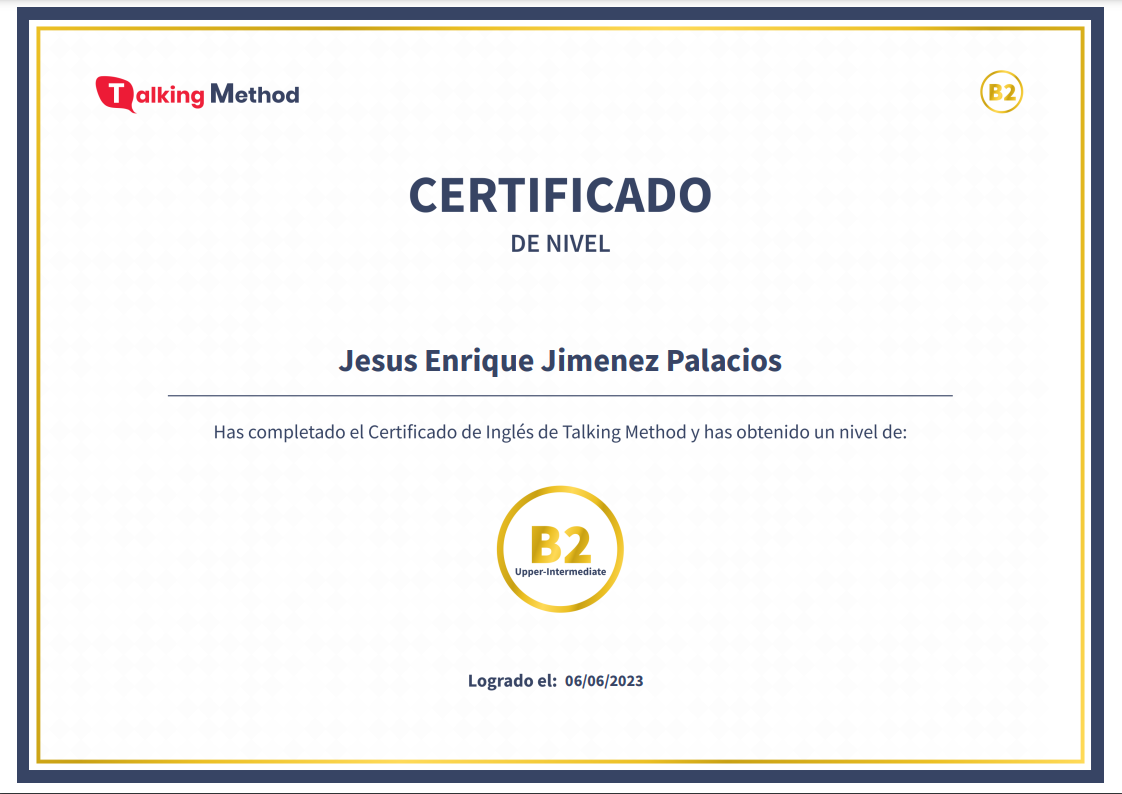 Talking Method
B2
CERTIFICADO
DE NIVEL
Jesus Enrique Jimenez Palacios
Has completado el Certificado de Inglés de Talking Method y has obtenido un nivel de:
B2
Upper-Intermediate
Logrado el: 06/06/2023